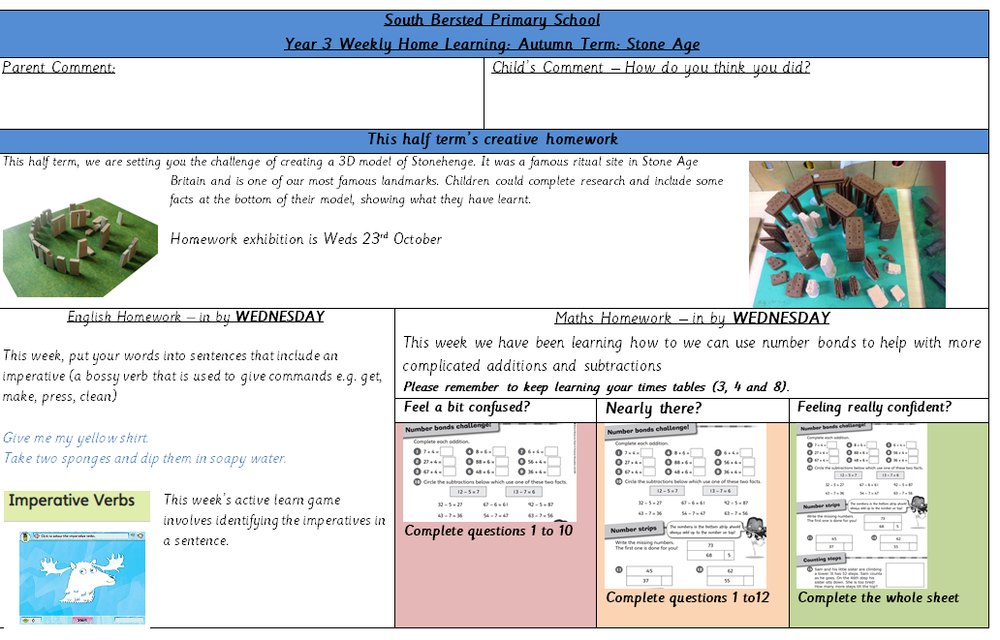 South Bersted Primary School
Year 3 Weekly Home Learning: Autumn Term: Stone Age
Parent Comment:
Child's Comment – How do you think you did?
This half term's creative homework
This half term, we are setting you the challenge of creating a 3D model of Stonehenge. It was a famous ritual site in Stone Age
Britain and is one of our most famous landmarks. Children could complete research and include some
facts at the bottom of their model, showing what they have learnt.
Homework exhibition is Weds 23rd October
English Homework – in by WEDNESDAY
This week, put your words into sentences that include an
imperative (a bossy verb that is used to give commands e.g. get,
make, press, clean)
Give me my yellow shirt.
Take two sponges and dip them in soapy water.
Imperative Verbs
This week's active learn game
involves identifying the imperatives in
a sentence.
Maths Homework – in by WEDNESDAY
This week we have been learning how to we can use number bonds to help with more
complicated additions and subtractions
Please remember to keep learning your times tables (3, 4 and 8).
Feel a bit confused?
Number bonds challenge!
Complete each addition.
1 7 + 4 =
4 8 + 6 =
7 6 + 4 =
2 27 + 4 =
5 88 + 6 =
8 56 + 4 =
3 67 + 4 =
6 48 + 6 =
9 36 + 4 =
10 Circle the subtractions below which use one of these two facts.
12 – 5 = 7
13 – 7 = 6
32 – 5 = 27
67 – 6 = 61
92 – 5 = 87
43 – 7 = 36
54 – 7 = 47
63 – 7 = 56
Complete questions 1 to 10
Nearly there?
Number bonds challenge!
Complete each addition.
1 7 + 4 =
4 8 + 6 =
7 6 + 4 =
2 27 + 4 =
5 88 + 6 =
8 56 + 4 =
3 67 + 4 =
6 48 + 6 =
9 36 + 4 =
10 Circle the subtractions below which use one of these two facts.
12 – 5 = 7
13 – 7 = 6
32 – 5 = 27
67 – 6 = 61
92 – 5 = 87
43 – 7 = 36
54 – 7 = 47
63 – 7 = 56
Number strips
The numbers in the bottom strip should
always add up to the number on top!
Write the missing numbers.
The first one is done for you!
73
68 5
11 45
37
12 62
55
Complete questions 1 to12
Feeling really confident?
Number bonds challenge!
Complete each addition.
1 7 + 4 =
4 8 + 6 =
7 6 + 4 =
2 27 + 4 =
5 88 + 6 =
8 56 + 4 =
3 67 + 4 =
6 48 + 6 =
9 36 + 4 =
10 Circle the subtractions below which use one of these two facts.
12 – 5 = 7
13 – 7 = 6
32 – 5 = 27
67 – 6 = 61
92 – 5 = 87
43 – 7 = 36
54 – 7 = 47
63 – 7 = 56
Number strips
The numbers in the bottom strip should
always add up to the number on top!
Write the missing numbers.
The first one is done for you!
73
68 5
11 45
37
12 62
55
Counting steps
13 Sam and his little sister are climbing
a tower. It has 52 steps. Sam counts
as he goes. On the 46th step his
sister sits down. She is too tired!
How many more steps till the top?
Complete the whole sheet